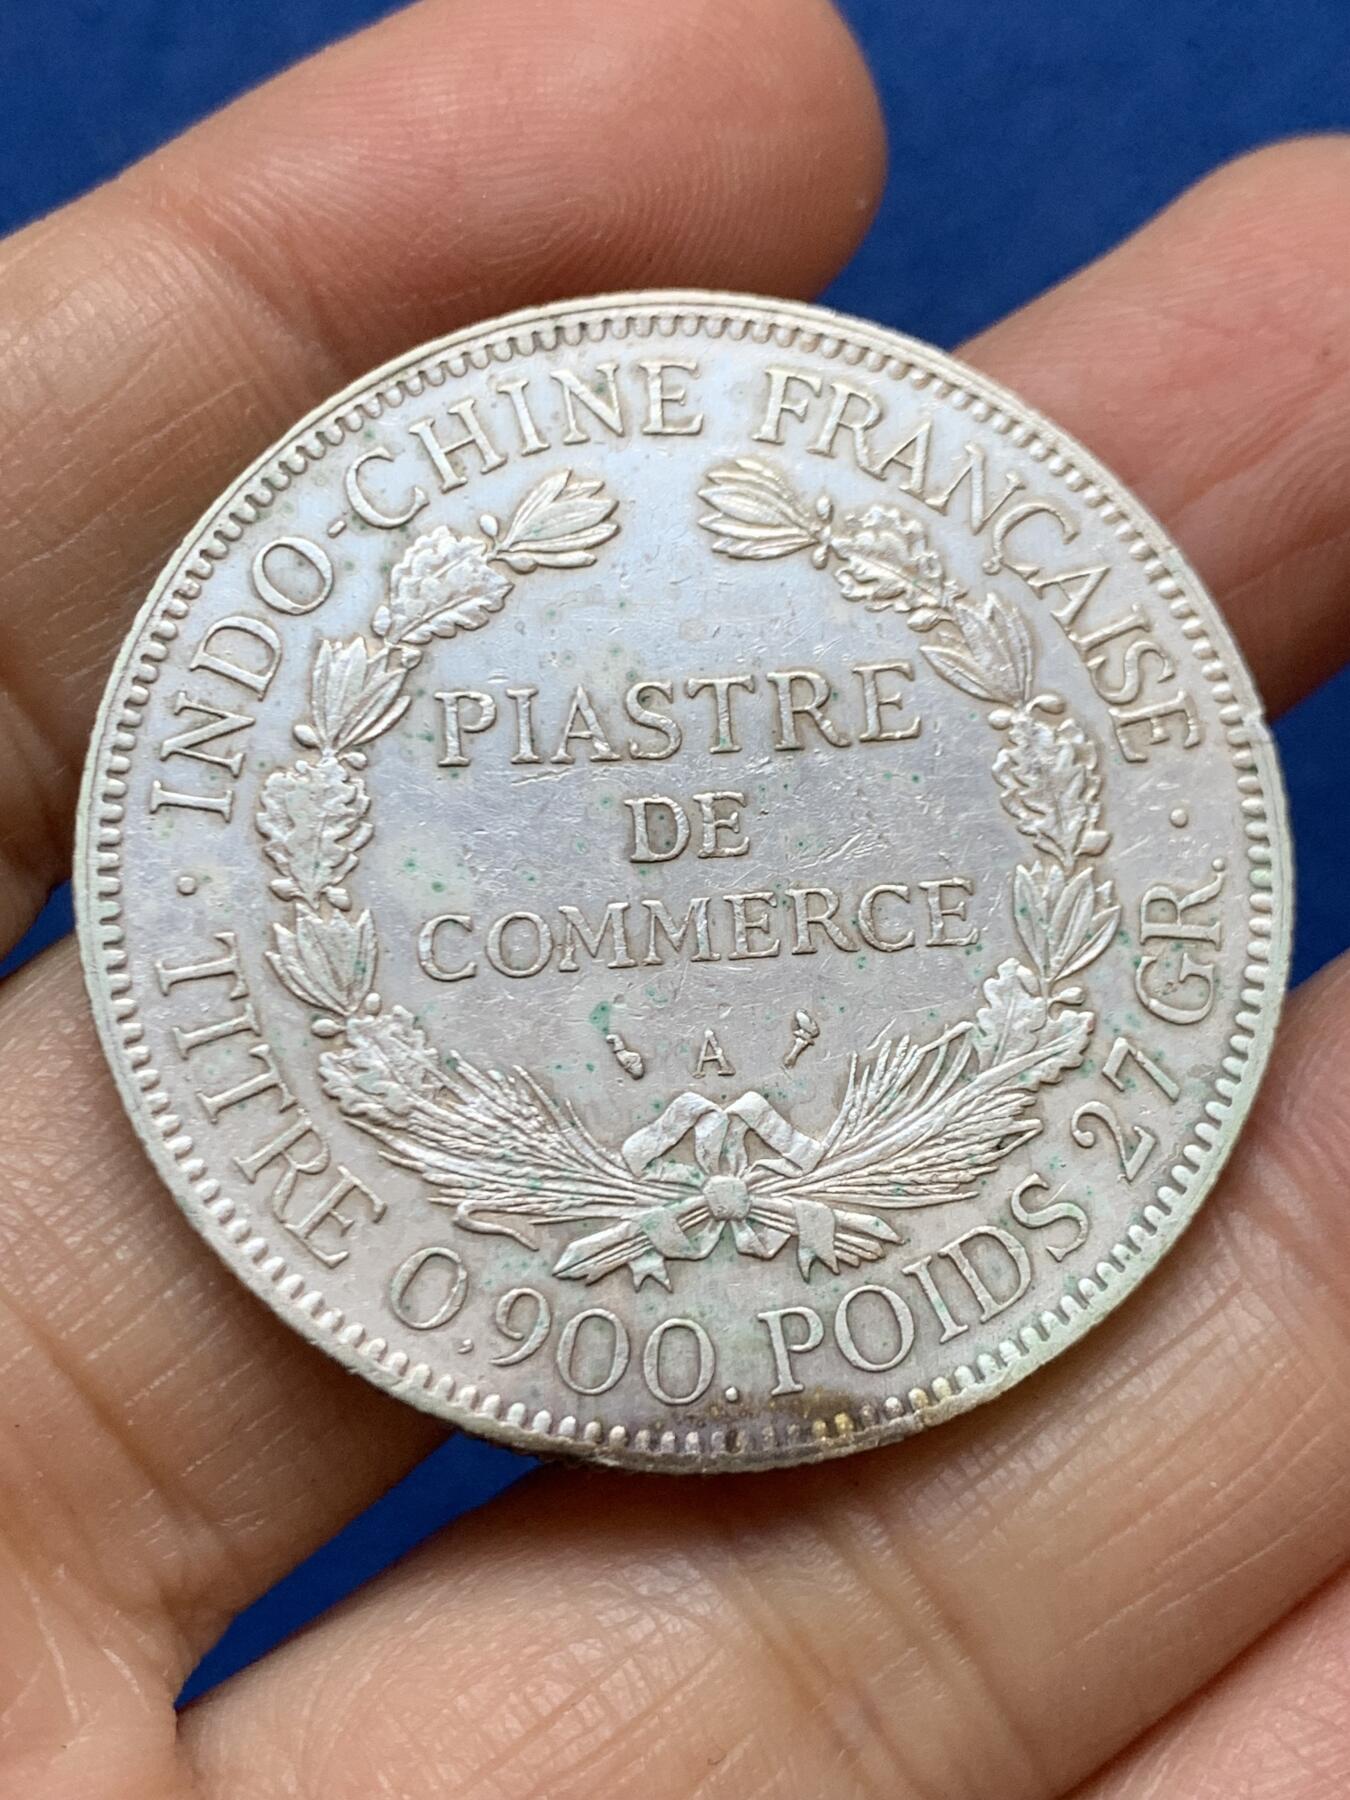 INDO-CHINE FRANÇAISE
PIASTRE
DE
COMMERCE
A
· TITRE 0,900. POIDS 27 GR. ·